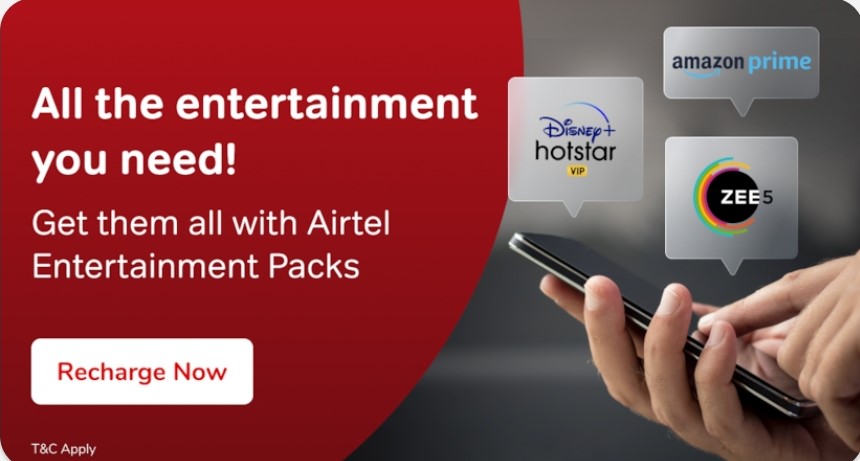 All the entertainment
you need!
Get them all with Airtel
Entertainment Packs
Recharge Now
T&C Apply
Disney+
hotstar
VIP
amazon prime
ZEE5